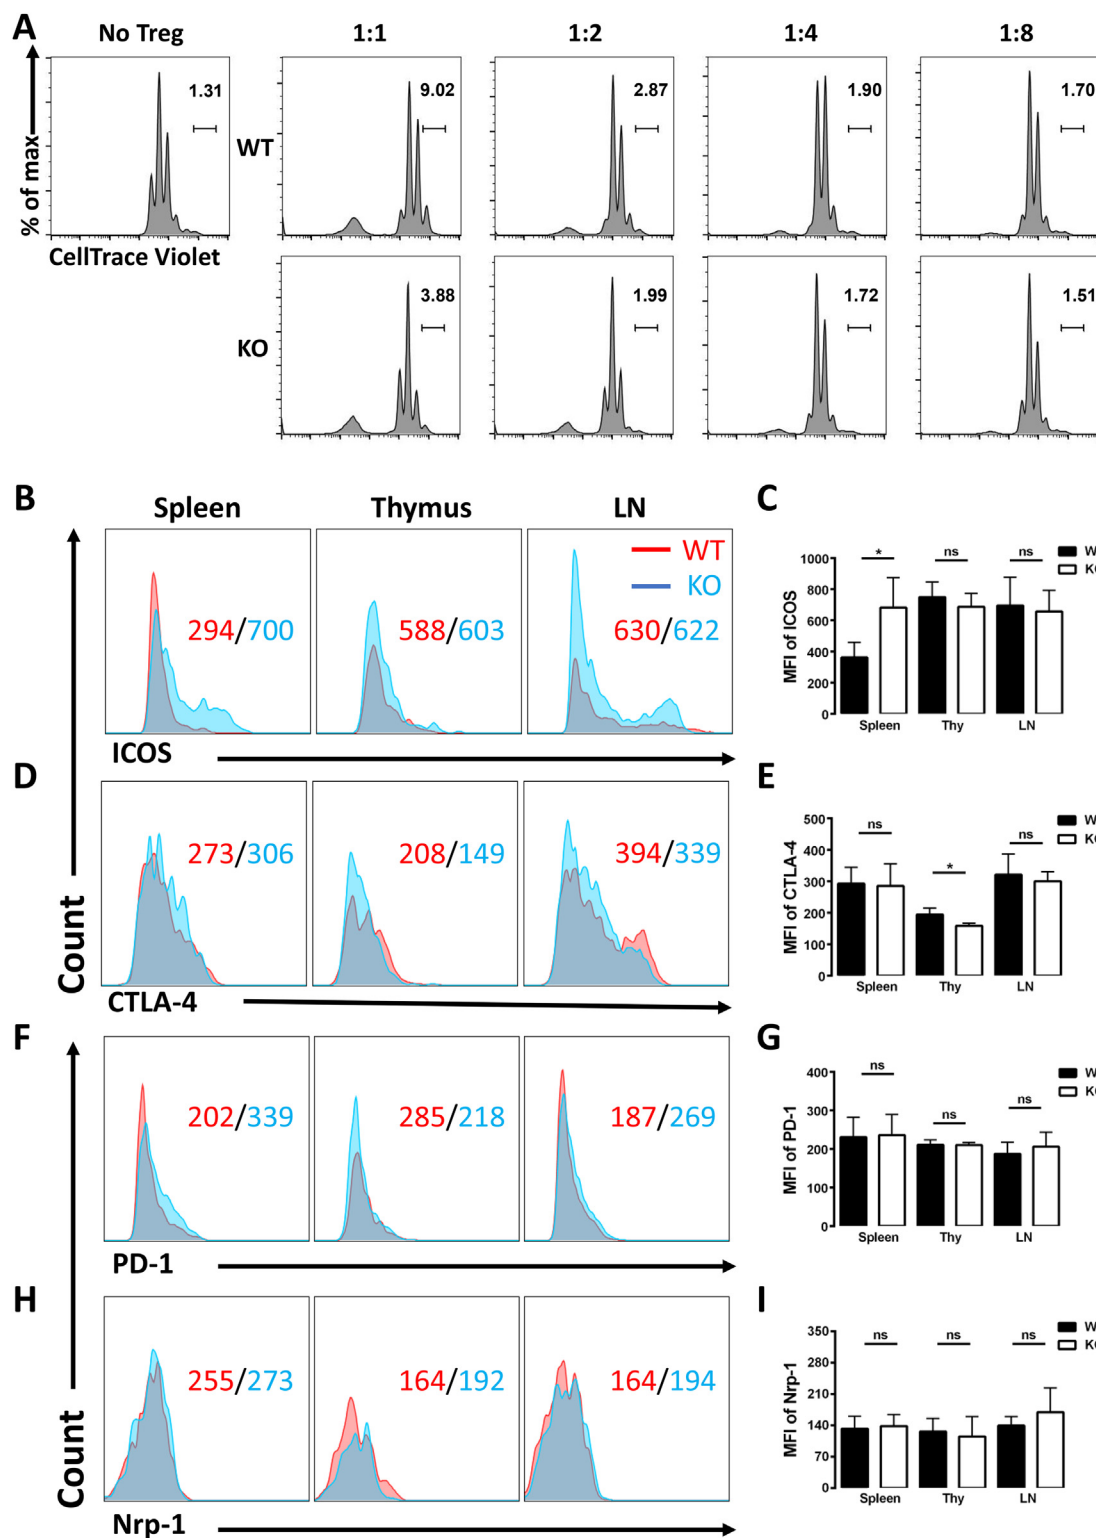 A
No Treg 1:1 1:2 1:4 1:8
% of max
1.31 9.02 2.87 1.90 1.70
WT
CellTrace Violet
3.88 1.99 1.72 1.51
KO
B
Spleen Thymus LN
WT
KO
294/700 588/603 630/622
ICOS
C
MFI of ICOS
1000
800
600
400
200
0
* ns ns
Spleen Thy LN
D
273/306 208/149 394/339
Count
CTLA-4
E
MFI of CTLA-4
500
400
300
200
100
0
ns * ns
Spleen Thy LN
F
202/339 285/218 187/269
PD-1
G
MFI of PD-1
400
300
200
100
0
ns ns ns
Spleen Thy LN
H
255/273 164/192 164/194
Count
Nrp-1
I
MFI of Nrp-1
350
280
210
140
70
0
ns ns ns
Spleen Thy LN